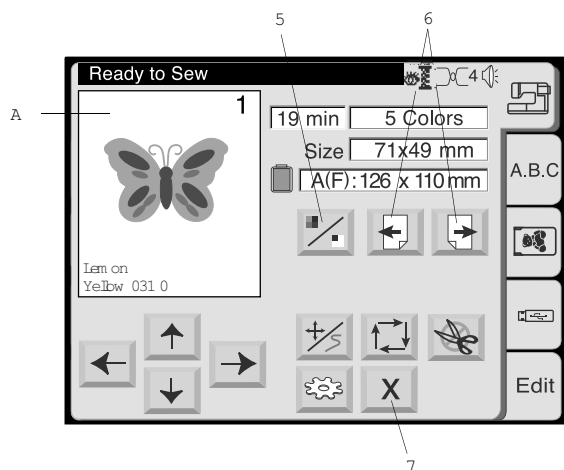 5 6
Ready to Sew
4
A
1
19 min 5 Colors
Size 71x49 mm
A(F):126 x 110mm
A.B.C
Lem on
Yellow 031 0
X
Edit
7